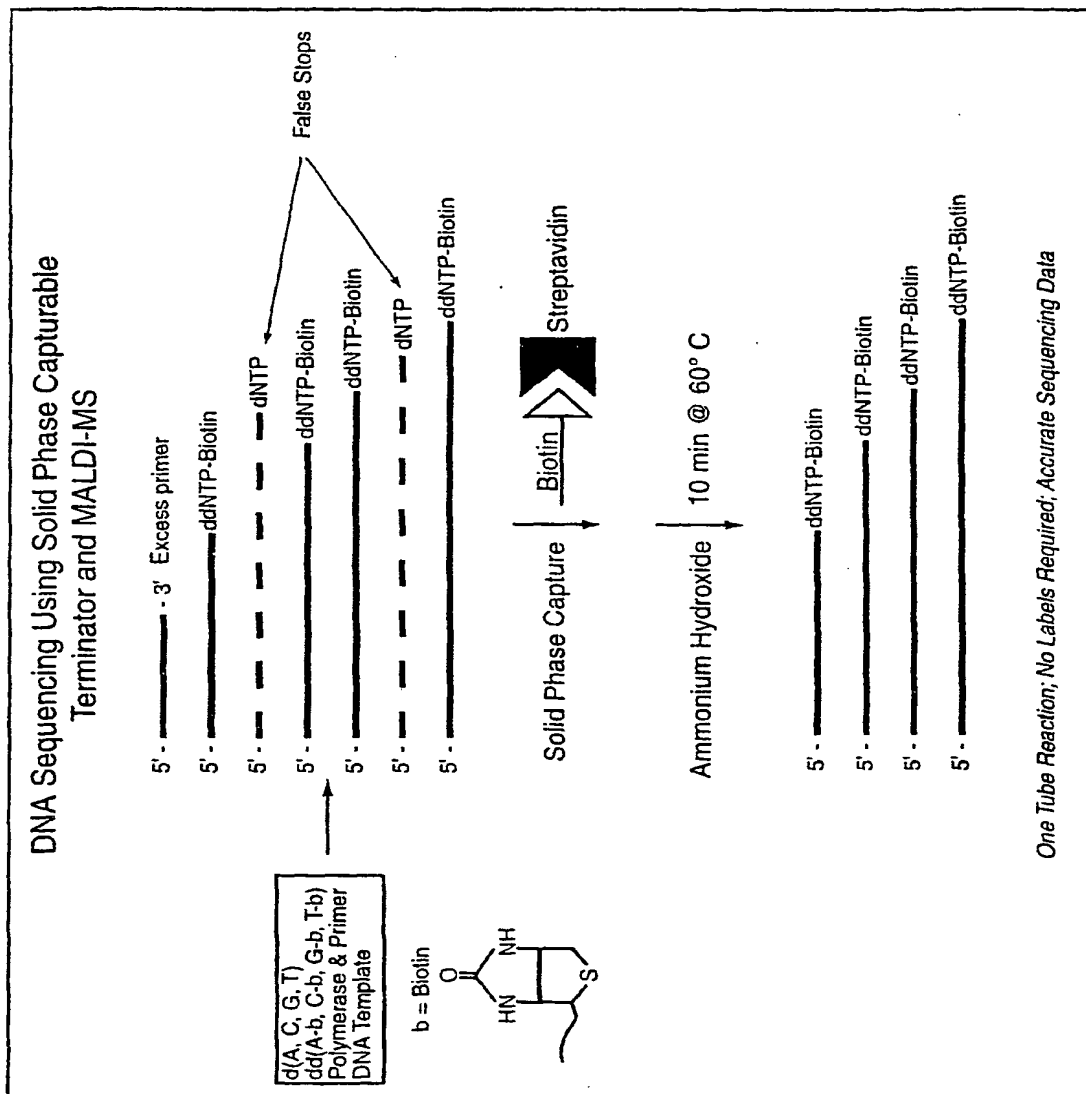 DNA Sequencing Using Solid Phase Capturable
Terminator and MALDI-MS
d(A, C, G, T)
dd(A-b, C-b, G-b, T-b)
Polymerase & Primer
DNA Template
b = Biotin
O
HN
NH
S
5' - - 3' Excess primer
5' - ddNTP-Biotin
5' - dNTP
5' - ddNTP-Biotin
5' - ddNTP-Biotin
5' - dNTP
5' - ddNTP-Biotin
False Stops
Solid Phase Capture
Biotin
Streptavidin
Ammonium Hydroxide
10 min @ 60° C
5' - ddNTP-Biotin
5' - ddNTP-Biotin
5' - ddNTP-Biotin
5' - ddNTP-Biotin
One Tube Reaction; No Labels Required; Accurate Sequencing Data